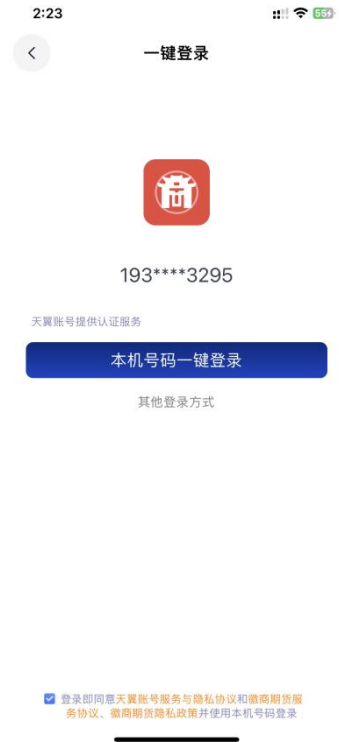 2:23
55
一键登录
193****3295
天翼账号提供认证服务
本机号码一键登录
其他登录方式
登录即同意天翼账号服务与隐私协议和徽商期货服
务协议、徽商期货隐私政策并使用本机号码登录